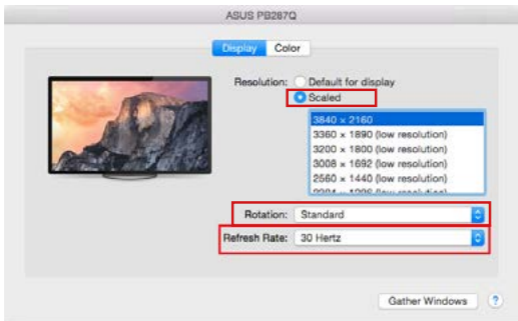 ASUS PB287Q
Display Color
Resolution: Default for display
Scaled
3840 × 2160
3360 × 1890 (low resolution)
3200 × 1800 (low resolution)
3008 × 1692 (low resolution)
2560 × 1440 (low resolution)
Rotation: Standard
Refresh Rate: 30 Hertz
Gather Windows ?